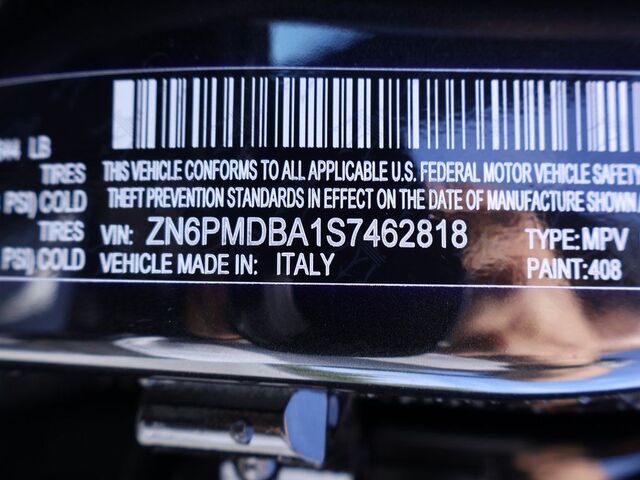 LB
THIS VEHICLE CONFORMS TO ALL APPLICABLE U.S. FEDERAL MOTOR VEHICLE SAFETY
TIRES
THEFT PREVENTION STANDARDS IN EFFECT ON THE DATE OF MANUFACTURE SHOWN
PSI) COLD
VIN: ZN6PMDBA1S7462818 TYPE: MPV
TIRES
VEHICLE MADE IN: ITALY PAINT: 408
PSI) COLD